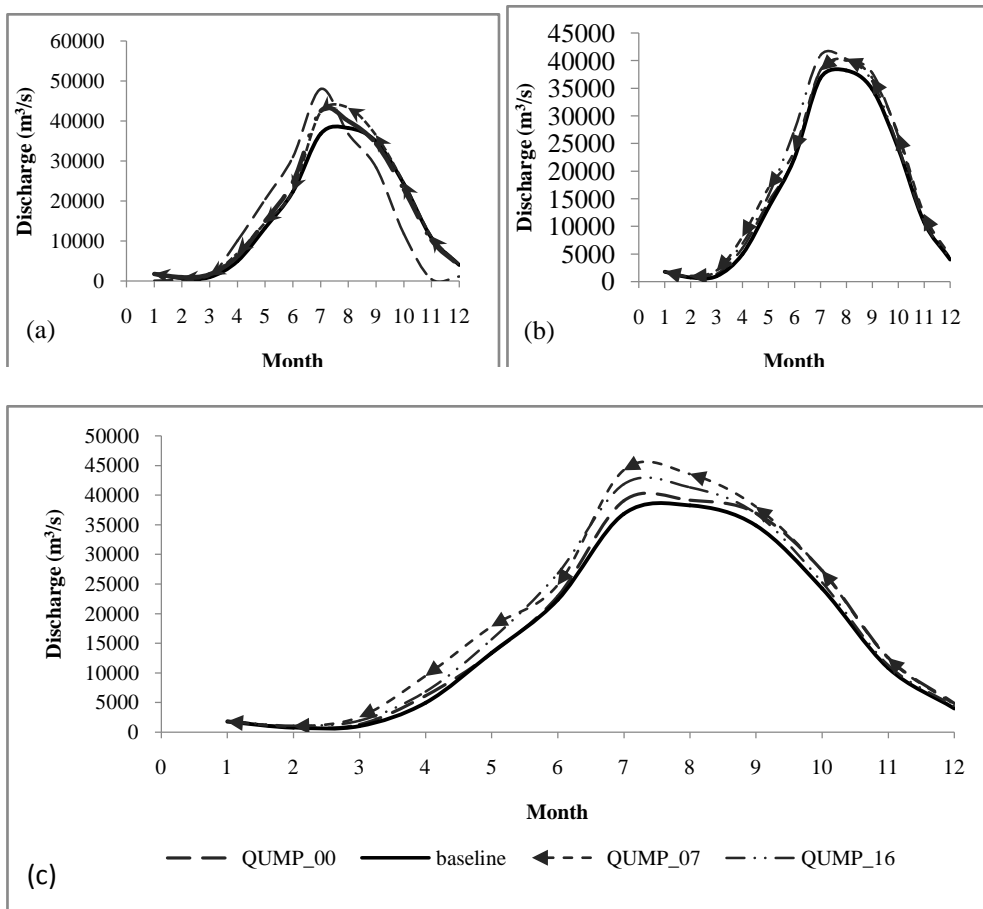 60000
50000
40000
30000
20000
10000
0
Discharge (m³/s)
0 1 2 3 4 5 6 7 8 9 10 11 12
(a)
Month
45000
40000
35000
30000
25000
20000
15000
10000
5000
0
Discharge (m³/s)
0 1 2 3 4 5 6 7 8 9 10 11 12
(b)
Month
50000
45000
40000
35000
30000
25000
20000
15000
10000
5000
0
Discharge (m³/s)
0 1 2 3 4 5 6 7 8 9 10 11 12
Month
QUMP_00 baseline QUMP_07 QUMP_16
(c)